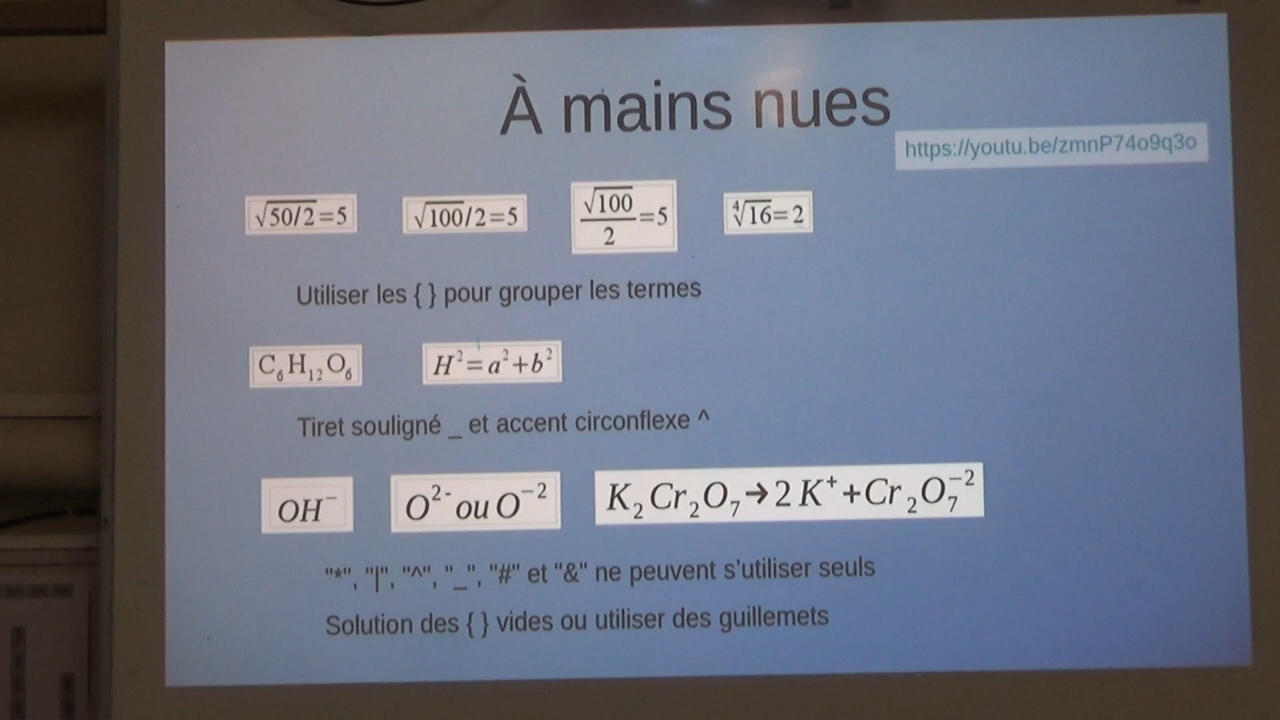 À mains nues
https://youtu.be/zmnP74o9q3o
√50/2=5 √100/2=5 √100/2=5 ⁴√16=2
Utiliser les { } pour grouper les termes
C₆H₁₂O₆ H²=a²+b²
Tiret souligné _ et accent circonflexe ^
OH⁻ O²⁻ ou O⁻² K₂Cr₂O₇→2K⁺+Cr₂O₇⁻²
"*", "|", "^", "_", "#" et "&" ne peuvent s'utiliser seuls
Solution des { } vides ou utiliser des guillemets